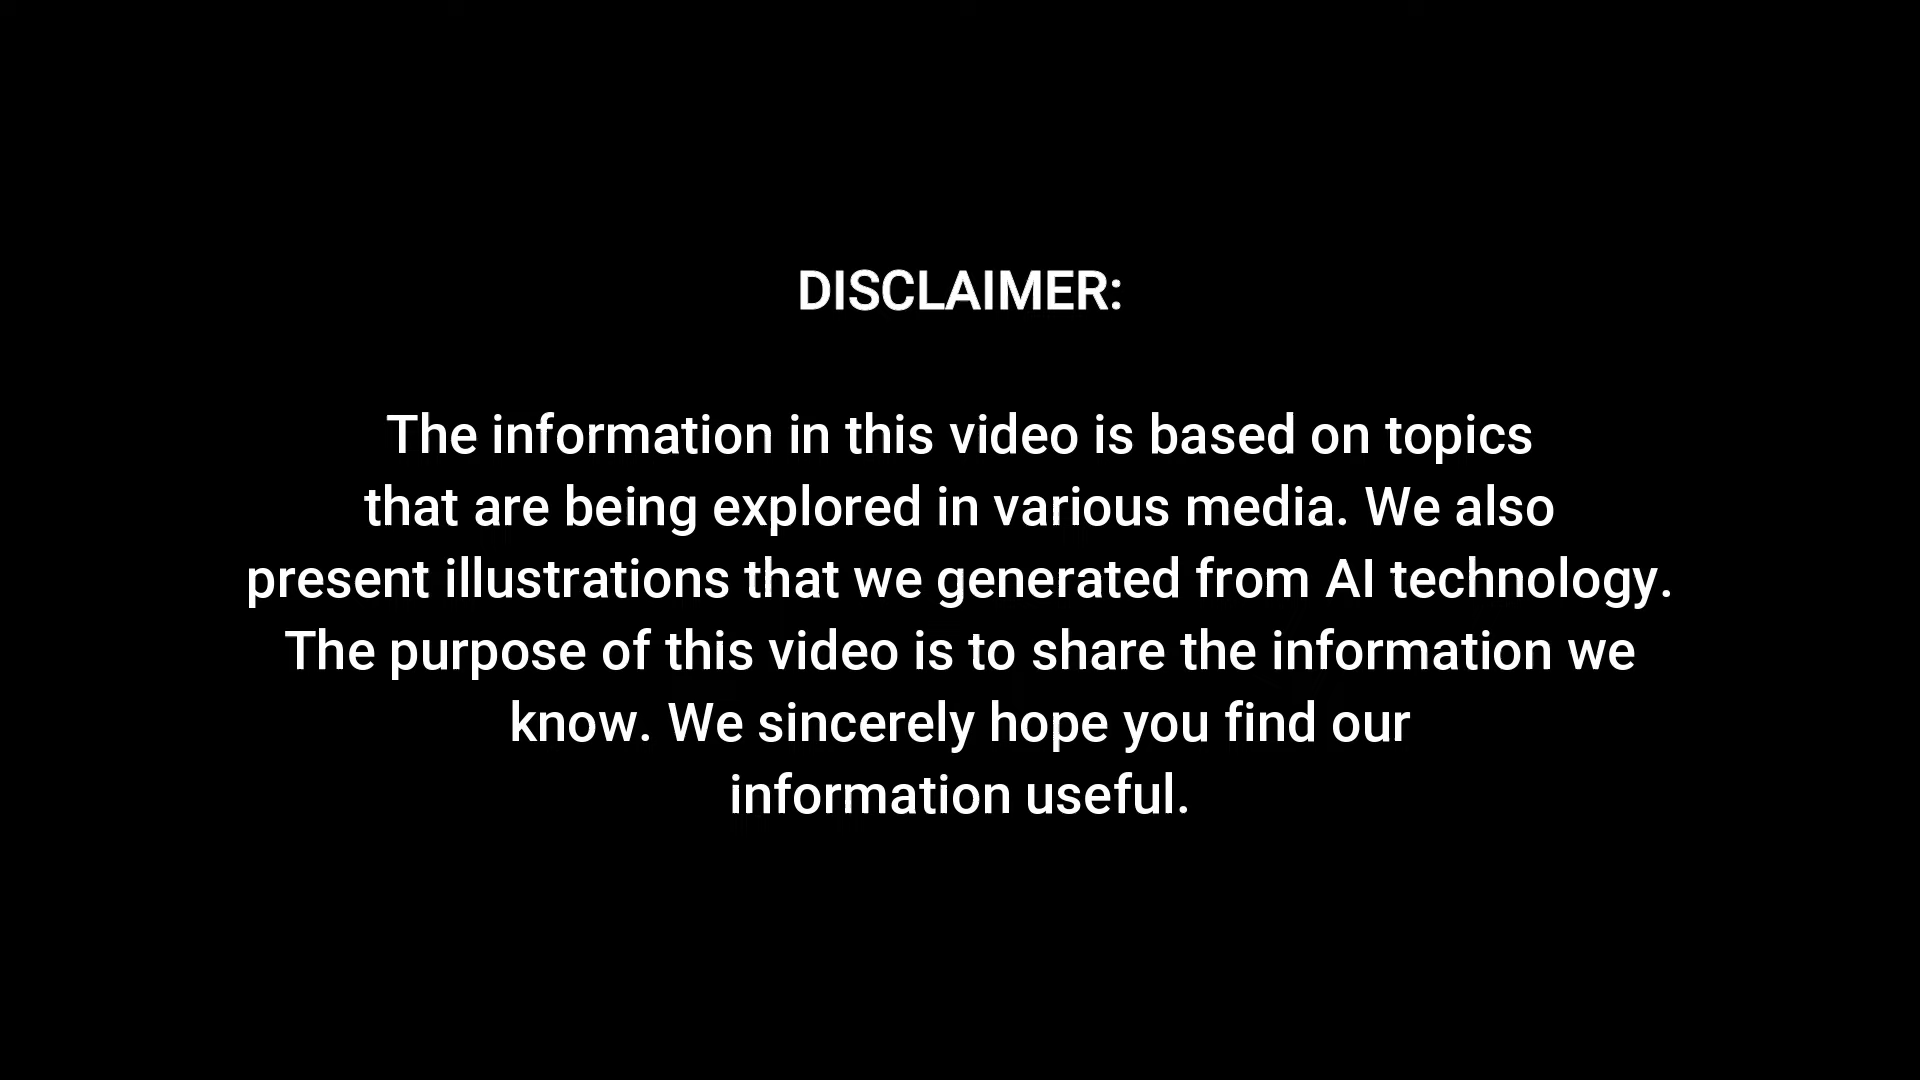 DISCLAIMER:
The information in this video is based on topics
that are being explored in various media. We also
present illustrations that we generated from AI technology.
The purpose of this video is to share the information we
know. We sincerely hope you find our
information useful.